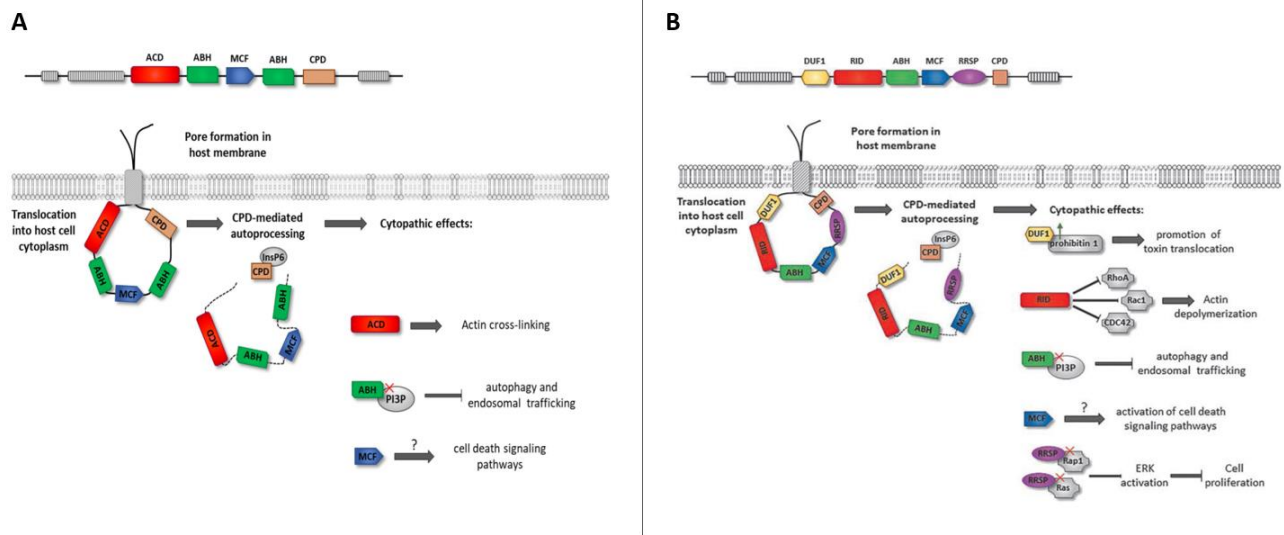 A
ACD ABH MCF ABH CPD
Pore formation in
host membrane
Translocation
into host cell
cytoplasm
ACD
CPD
ABH
MCF
ABH
CPD-mediated
autoprocessing
InsP6
CPD
ABH
MCF
ABH
ACD
Cytopathic effects:
ACD
Actin cross-linking
ABH
PI3P
autophagy and
endosomal trafficking
MCF
?
cell death signaling
pathways
B
DUF1 RID ABH MCF RRSP CPD
Pore formation in
host membrane
Translocation
into host cell
cytoplasm
DUF1
CPD
RID
RRSP
ABH
MCF
CPD-mediated
autoprocessing
InsP6
CPD
DUF1
RRSP
RID
ABH
MCF
Cytopathic effects:
DUF1
prohibitin 1
promotion of
toxin translocation
RID
RhoA
Rac1
CDC42
Actin
depolymerization
ABH
PI3P
autophagy and
endosomal trafficking
MCF
?
activation of cell death
signaling pathways
RRSP
Rap1
RRSP
Ras
ERK
activation
Cell
proliferation